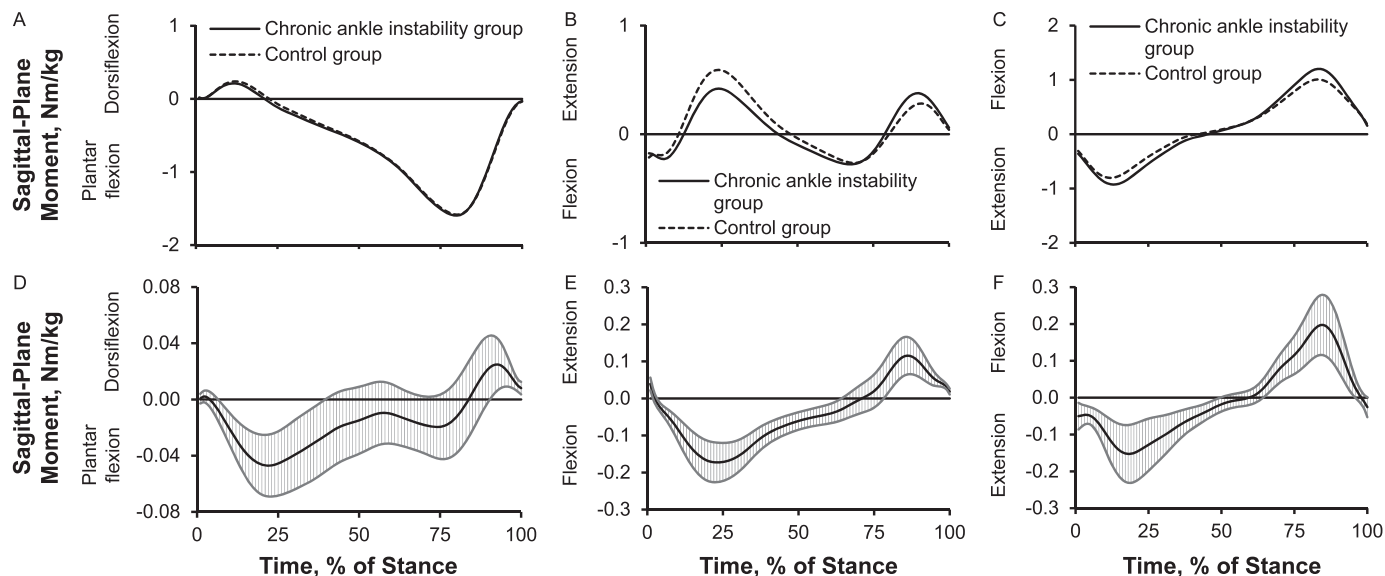 A
Sagittal-Plane
Moment, Nm/kg
Plantar
flexion
Dorsiflexion
1
0
-1
-2
Chronic ankle instability group
Control group
B
Flexion
Extension
1
0
-1
Chronic ankle instability
group
Control group
C
Extension
Flexion
2
1
0
-1
-2
Chronic ankle instability
group
Control group
D
Sagittal-Plane
Moment, Nm/kg
Plantar
flexion
Dorsiflexion
0.08
0.04
0.00
-0.04
-0.08
0 25 50 75 100
Time, % of Stance
E
Flexion
Extension
0.3
0.2
0.1
0.0
-0.1
-0.2
-0.3
0 25 50 75 100
Time, % of Stance
F
Extension
Flexion
0.3
0.2
0.1
0.0
-0.1
-0.2
-0.3
0 25 50 75 100
Time, % of Stance